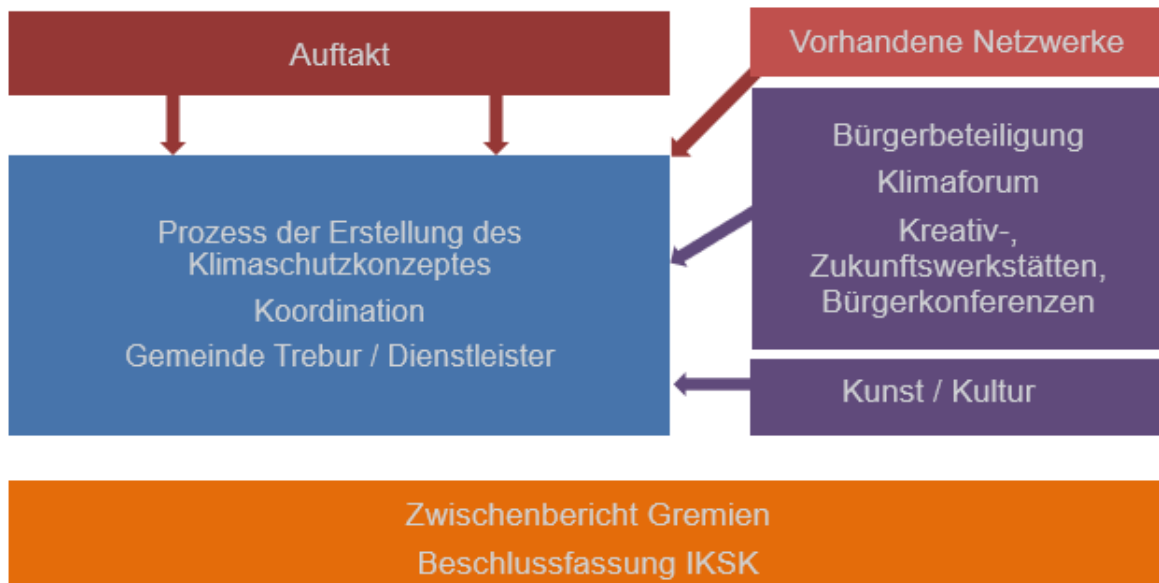 Auftakt
Vorhandene Netzwerke
Prozess der Erstellung des
Klimaschutzkonzeptes
Koordination
Gemeinde Trebur / Dienstleister
Bürgerbeteiligung
Klimaforum
Kreativ-,
Zukunftswerkstätten,
Bürgerkonferenzen
Kunst / Kultur
Zwischenbericht Gremien
Beschlussfassung IKSK